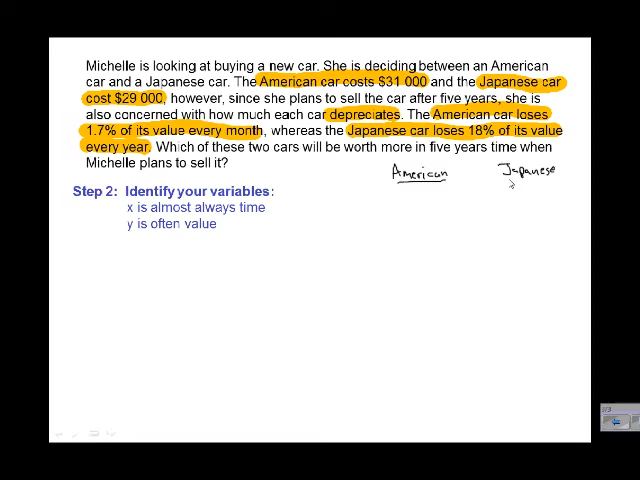 Michelle is looking at buying a new car. She is deciding between an American
car and a Japanese car. The American car costs $31 000 and the Japanese car
cost $29 000, however, since she plans to sell the car after five years, she is
also concerned with how much each car depreciates. The American car loses
1.7% of its value every month, whereas the Japanese car loses 18% of its value
every year. Which of these two cars will be worth more in five years time when
Michelle plans to sell it?
American Japanese
Step 2: Identify your variables:
x is almost always time
y is often value